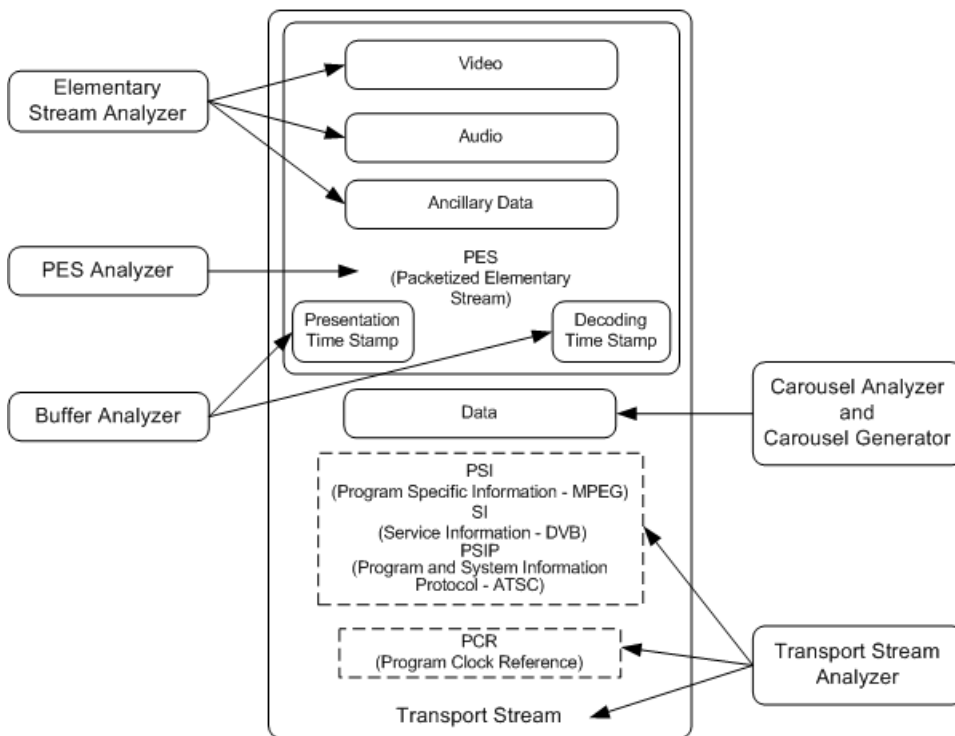 Elementary
Stream Analyzer
PES Analyzer
Buffer Analyzer
Video
Audio
Ancillary Data
PES
(Packetized Elementary
Stream)
Presentation
Time Stamp
Decoding
Time Stamp
Data
PSI
(Program Specific Information - MPEG)
SI
(Service Information - DVB)
PSIP
(Program and System Information
Protocol - ATSC)
PCR
(Program Clock Reference)
Transport Stream
Carousel Analyzer
and
Carousel Generator
Transport Stream
Analyzer